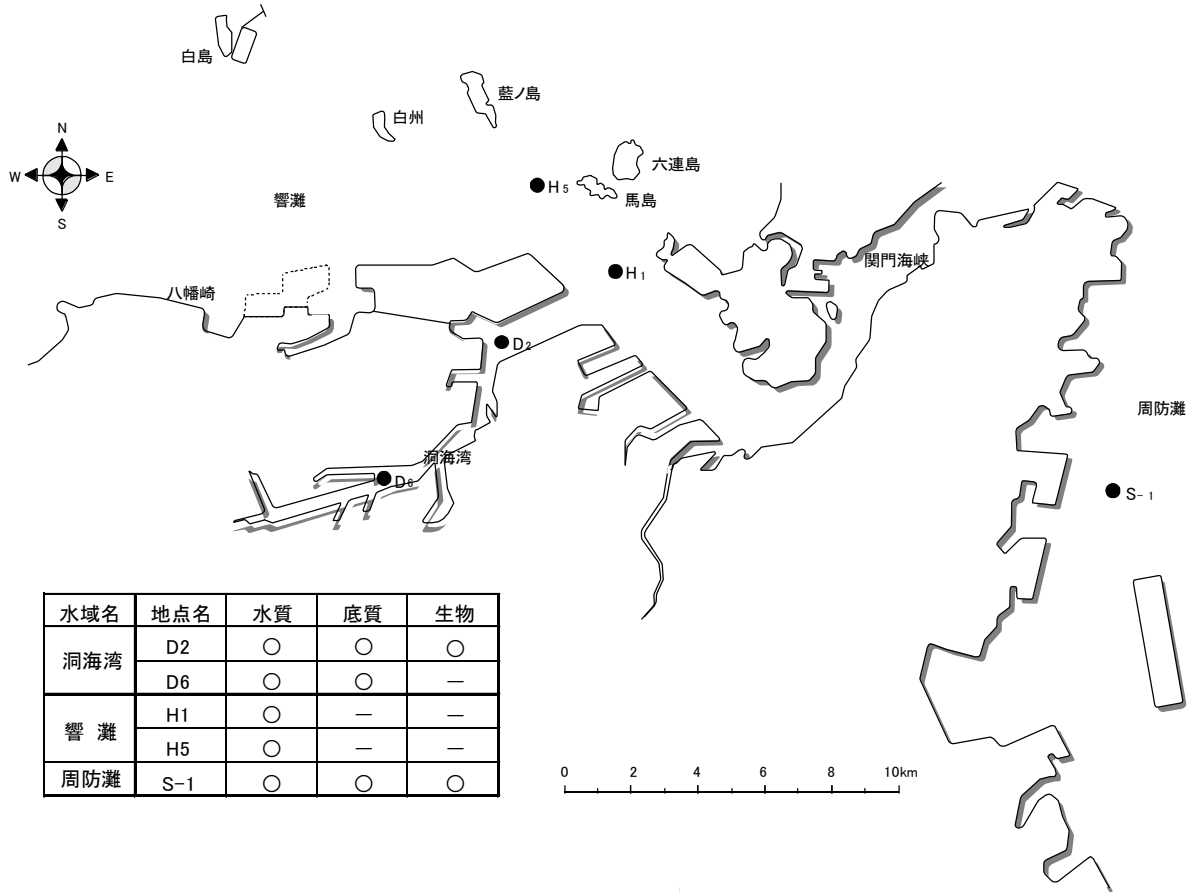 白島
藍ノ島
白州
N
W E
S
六連島
H5
馬島
響灘
関門海峡
H1
八幡崎
D2
周防灘
洞海湾
D6
S-1
水域名 地点名 水質 底質 生物
洞海湾 D2 ○ ○ ○
D6 ○ ○ －
響 灘 H1 ○ － －
H5 ○ － －
周防灘 S-1 ○ ○ ○
0 2 4 6 8 10km